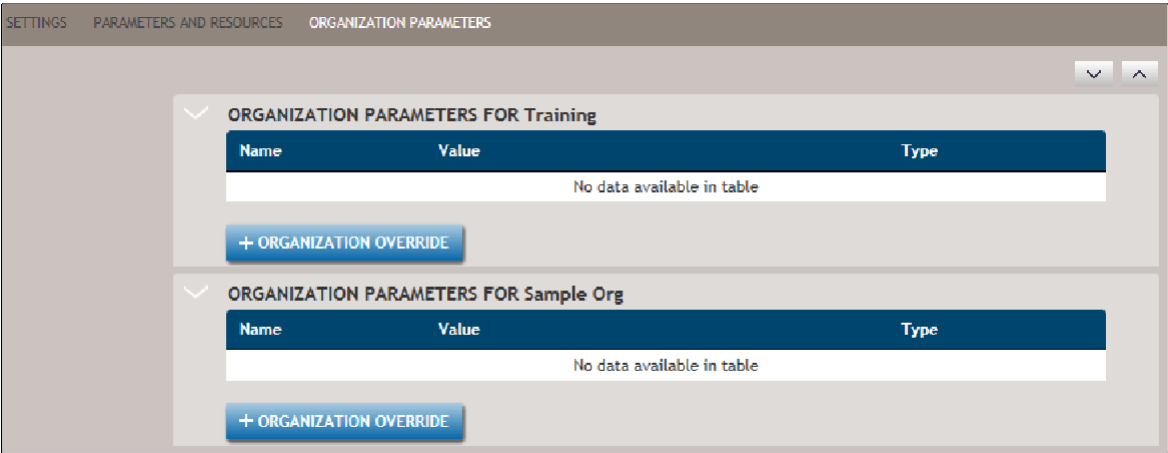 SETTINGS PARAMETERS AND RESOURCES ORGANIZATION PARAMETERS
ORGANIZATION PARAMETERS FOR Training
Name Value Type
No data available in table
+ ORGANIZATION OVERRIDE
ORGANIZATION PARAMETERS FOR Sample Org
Name Value Type
No data available in table
+ ORGANIZATION OVERRIDE